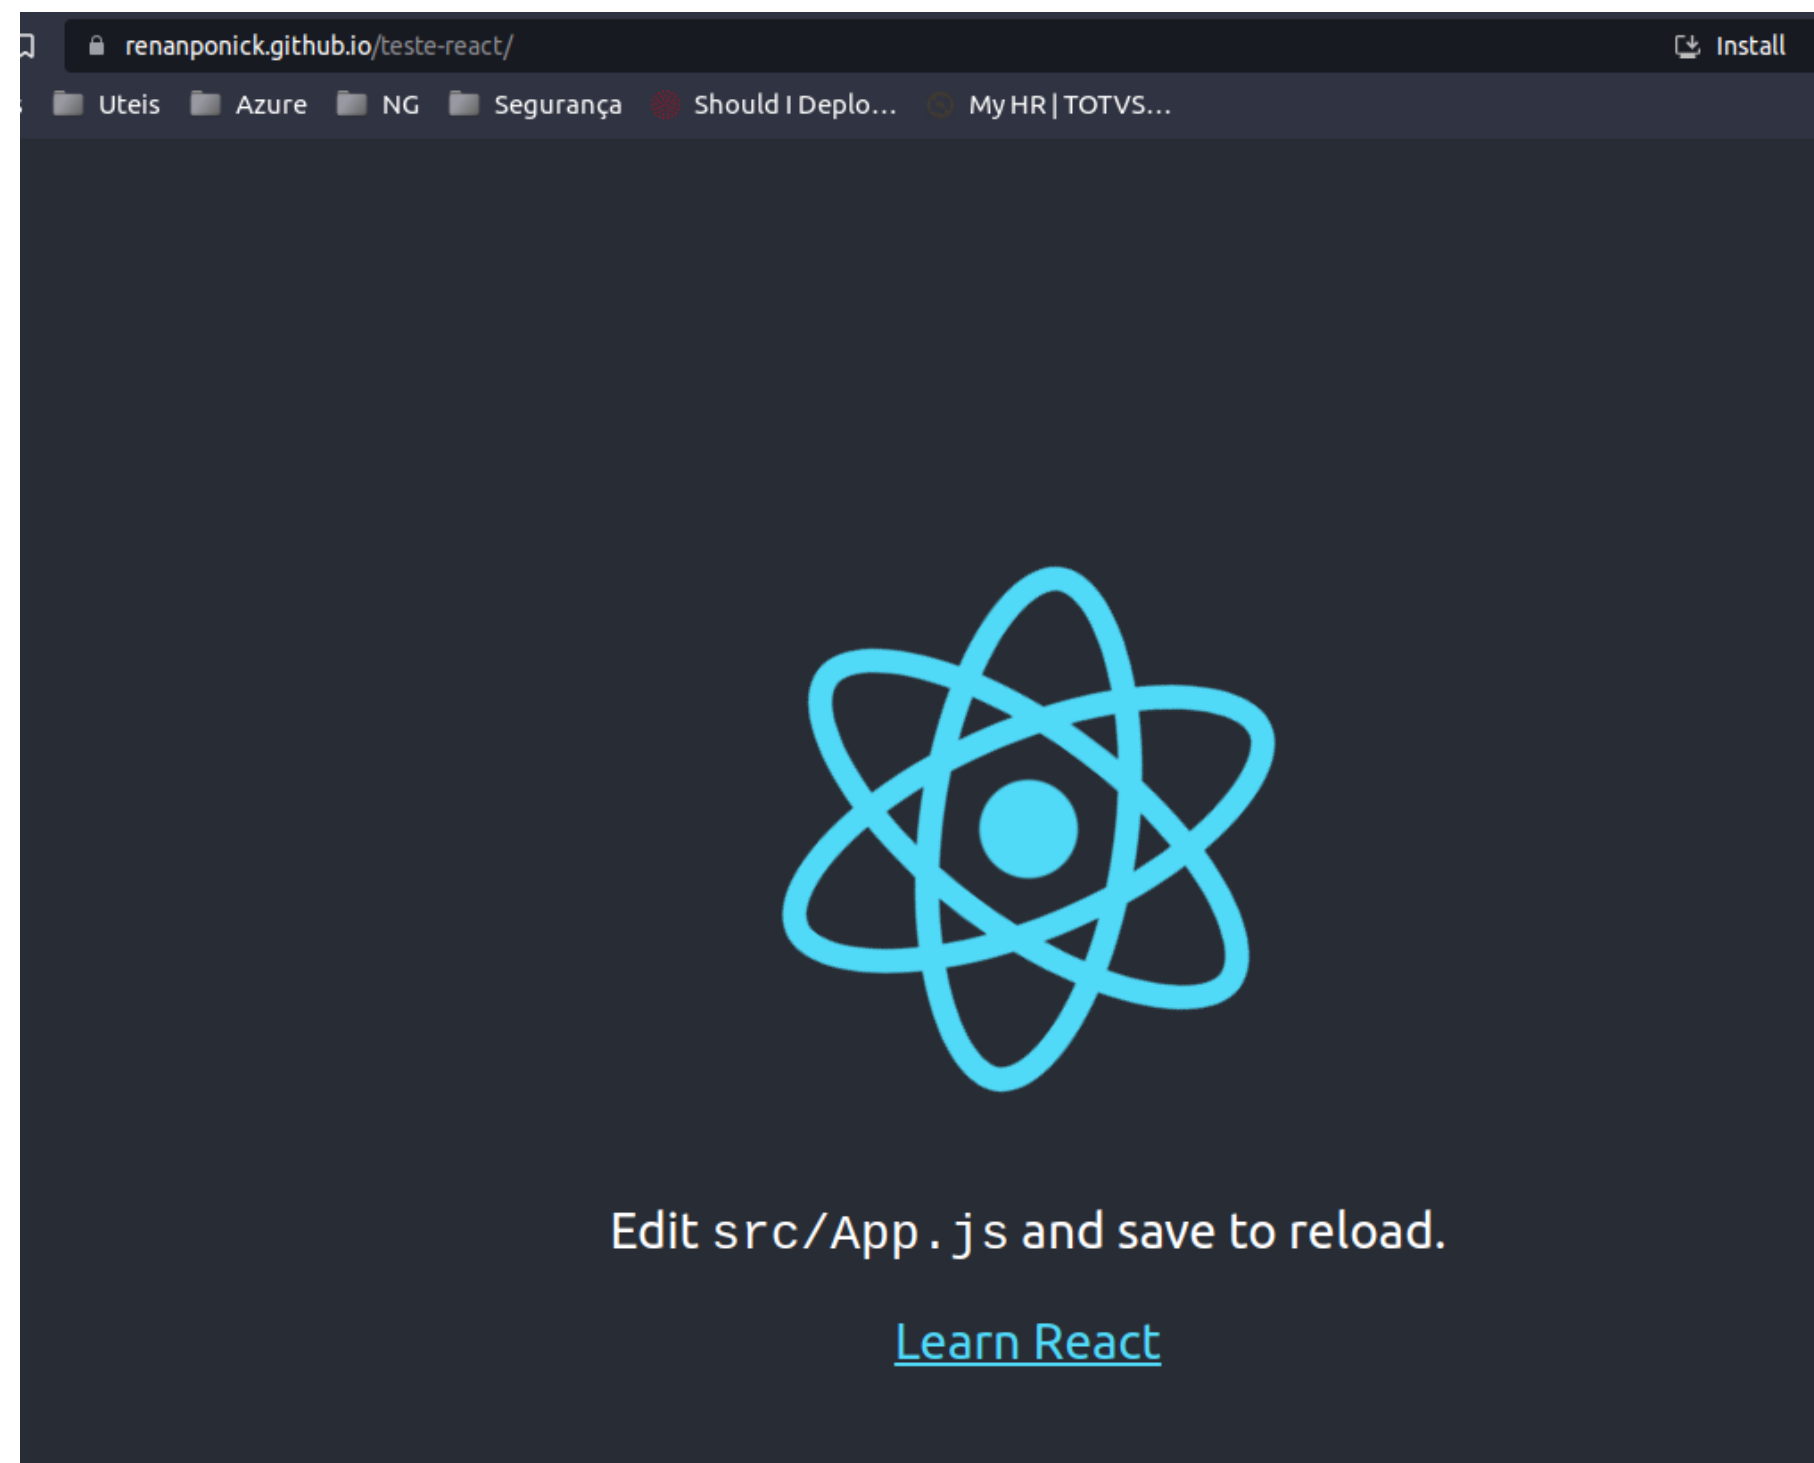 renanponick.github.io/teste-react/ Install
Uteis Azure NG Segurança Should I Deplo... My HR | TOTVS...
Edit src/App.js and save to reload.
Learn React